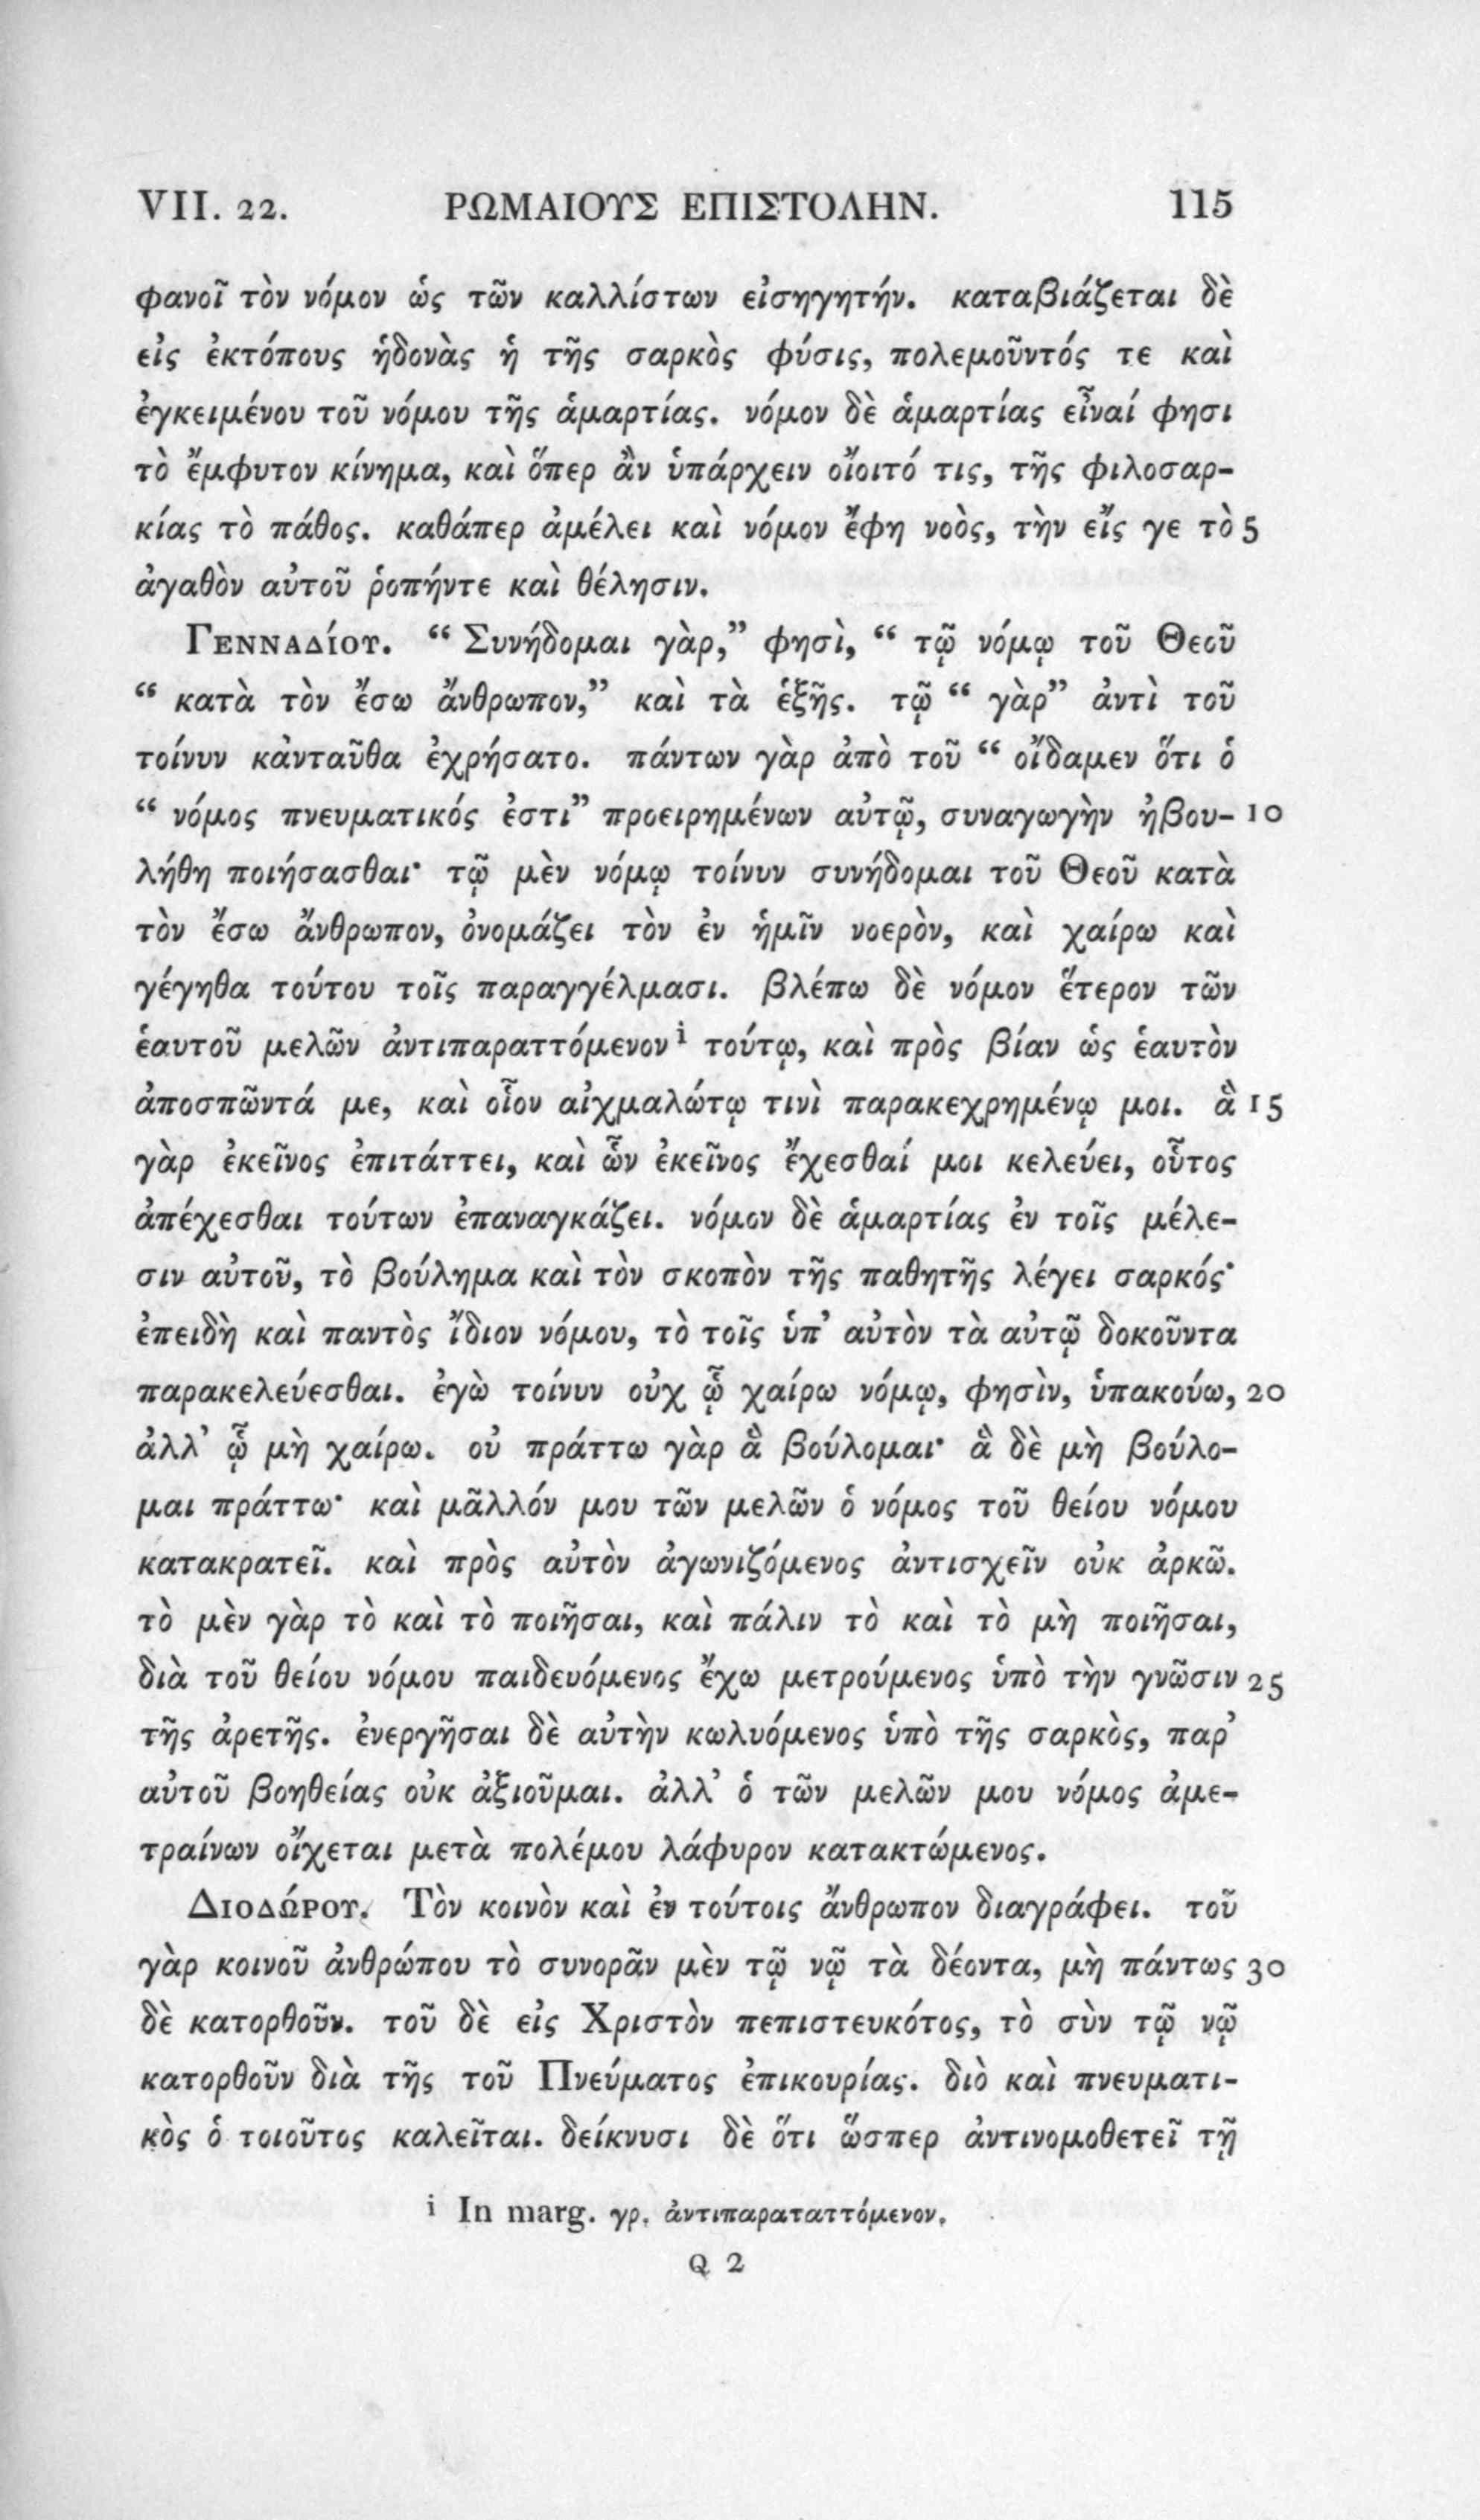 VII. 22. ΡΩΜΑΙΟΥΣ ΕΠΙΣΤΟΛΗΝ. 115
φανοῖ τὸν νόμον ὡς τῶν καλλίστων εἰσηγητήν. καταβιάζεται δὲ
εἰς ἐκτόπους ἡδονὰς ἡ τῆς σαρκὸς φύσις, πολεμοῦντός τε καὶ
ἐγκειμένου τοῦ νόμου τῆς ἁμαρτίας. νόμον δὲ ἁμαρτίας εἶναί φησι
τὸ ἔμφυτον κίνημα, καὶ ὅπερ ἂν ὑπάρχειν οἴοιτό τις, τῆς φιλοσαρ-
κίας τὸ πάθος. καθάπερ ἀμέλει καὶ νόμον ἔφη νοὸς, τὴν εἴς γε τὸ 5
ἀγαθὸν αὐτοῦ ῥοπήντε καὶ θέλησιν.
ΓΕΝΝΑΔίΟΥ. “ Συνήδομαι γὰρ,” φησὶ, “ τῷ νόμῳ τοῦ Θεοῦ
“ κατὰ τὸν ἔσω ἄνθρωπον,” καὶ τὰ ἑξῆς. τῷ “ γὰρ” ἀντὶ τοῦ
τοίνυν κἀνταῦθα ἐχρήσατο. πάντων γὰρ ἀπὸ τοῦ “ οἴδαμεν ὅτι ὁ
“ νόμος πνευματικός ἐστι” προειρημένων αὐτῷ, συναγωγὴν ἠβου- 10
λήθη ποιήσασθαι· τῷ μὲν νόμῳ τοίνυν συνήδομαι τοῦ Θεοῦ κατὰ
τὸν ἔσω ἄνθρωπον, ὀνομάζει τὸν ἐν ἡμῖν νοερὸν, καὶ χαίρω καὶ
γέγηθα τούτου τοῖς παραγγέλμασι. βλέπω δὲ νόμον ἕτερον τῶν
ἑαυτοῦ μελῶν ἀντιπαραττόμενον i τούτῳ, καὶ πρὸς βίαν ὡς ἑαυτὸν
ἀποσπῶντά με, καὶ οἷον αἰχμαλώτῳ τινὶ παρακεχρημένῳ μοι. ἃ 15
γὰρ ἐκεῖνος ἐπιτάττει, καὶ ὧν ἐκεῖνος ἔχεσθαί μοι κελεύει, οὗτος
ἀπέχεσθαι τούτων ἐπαναγκάζει. νόμον δὲ ἁμαρτίας ἐν τοῖς μέλε-
σιν αὐτοῦ, τὸ βούλημα καὶ τὸν σκοπὸν τῆς παθητῆς λέγει σαρκός·
ἐπειδὴ καὶ παντὸς ἴδιον νόμου, τὸ τοῖς ὑπ’ αὐτὸν τὰ αὐτῷ δοκοῦντα
παρακελεύεσθαι. ἐγὼ τοίνυν οὐχ ᾧ χαίρω νόμῳ, φησὶν, ὑπακούω, 20
ἀλλ’ ᾧ μὴ χαίρω. οὐ πράττω γὰρ ἃ βούλομαι· ἃ δὲ μὴ βούλο-
μαι πράττω· καὶ μᾶλλόν μου τῶν μελῶν ὁ νόμος τοῦ θείου νόμου
κατακρατεῖ. καὶ πρὸς αὐτὸν ἀγωνιζόμενος ἀντισχεῖν οὐκ ἀρκῶ.
τὸ μὲν γὰρ τὸ καὶ τὸ ποιῆσαι, καὶ πάλιν τὸ καὶ τὸ μὴ ποιῆσαι,
διὰ τοῦ θείου νόμου παιδευόμενος ἔχω μετρούμενος ὑπὸ τὴν γνῶσιν 25
τῆς ἀρετῆς. ἐνεργῆσαι δὲ αὐτὴν κωλυόμενος ὑπὸ τῆς σαρκὸς, παρ’
αὐτοῦ βοηθείας οὐκ ἀξιοῦμαι. ἀλλ’ ὁ τῶν μελῶν μου νόμος ἀμε-
τραίνων οἴχεται μετὰ πολέμου λάφυρον κατακτώμενος.
ΔΙΟΔΏΡΟΥ. Τὸν κοινὸν καὶ ἐν τούτοις ἄνθρωπον διαγράφει. τοῦ
γὰρ κοινοῦ ἀνθρώπου τὸ συνορᾶν μὲν τῷ νῷ τὰ δέοντα, μὴ πάντως 30
δὲ κατορθοῦν. τοῦ δὲ εἰς Χριστὸν πεπιστευκότος, τὸ σὺν τῷ νῷ
κατορθοῦν διὰ τῆς τοῦ Πνεύματος ἐπικουρίας. διὸ καὶ πνευματι-
κὸς ὁ τοιοῦτος καλεῖται. δείκνυσι δὲ ὅτι ὥσπερ ἀντινομοθετεῖ τῇ
i In marg. γρ. ἀντιπαραταττόμενον.
Q 2